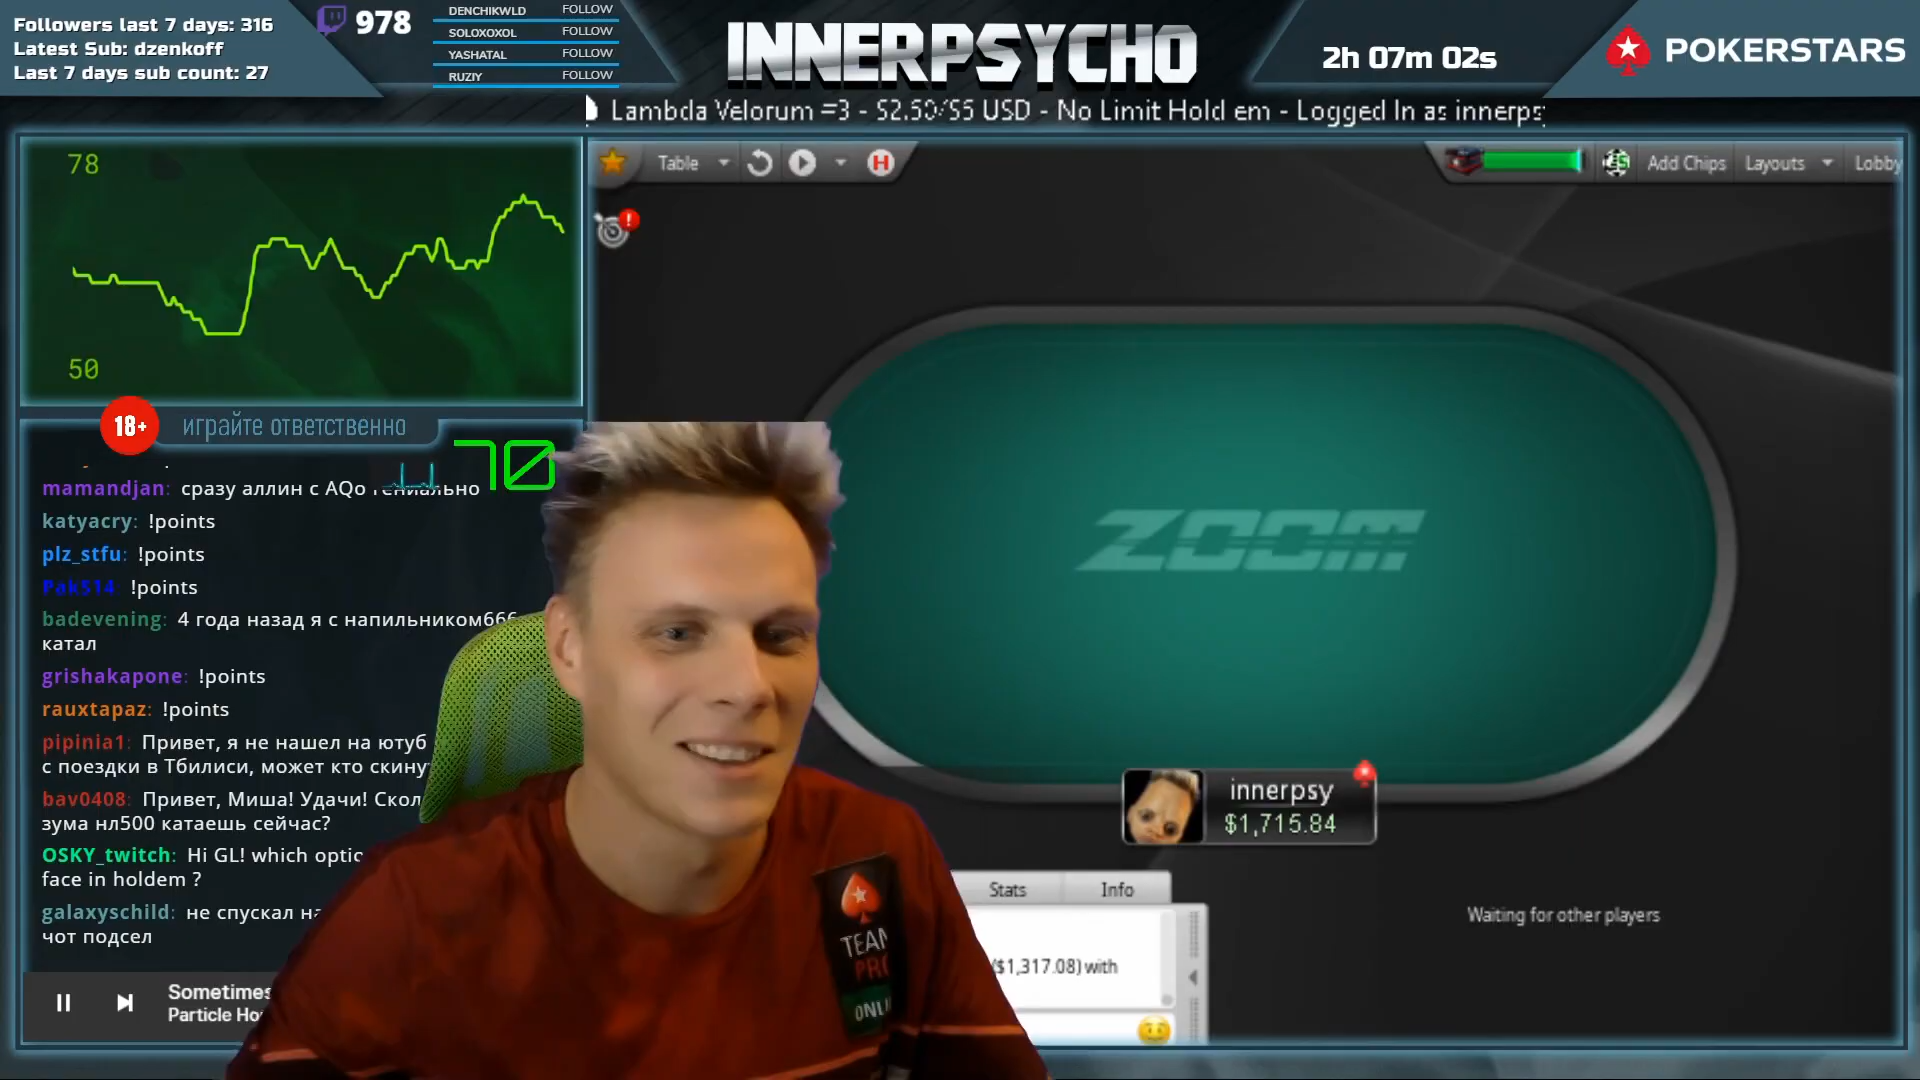 Followers last 7 days: 316
Latest Sub: dzenkoff
Last 7 days sub count: 27
978
DENCHIKWLD FOLLOW
SOLOXOXOL FOLLOW
YASHATAL FOLLOW
RUZIY FOLLOW
INNERPSYCHO
2h 07m 02s
POKERSTARS
Lambda Velorum =3 - $2.50/$5 USD - No Limit Hold em - Logged In as innerps
Table
H
Add Chips
Layouts
Lobby
78
50
18+ играйте ответственно
70
mamandjan: сразу аллин с AQo гениально
katyacry: !points
plz_stfu: !points
PakS14: !points
badevening: 4 года назад я с напильником666
катал
grishakapone: !points
rauxtapaz: !points
pipinia1: Привет, я не нашел на ютуб
с поездки в Тбилиси, может кто
bav0408: Привет, Миша! Удачи!
зума нл500 катаешь сейчас?
OSKY_twitch: Hi GL! which
face in holdem ?
galaxyschild: не спускал
чот подсел
Sometimes
Particle
ZOOM
innerpsy
$1,715.84
Stats
Info
($1,317.08) with
Waiting for other players
TEAM
PRO